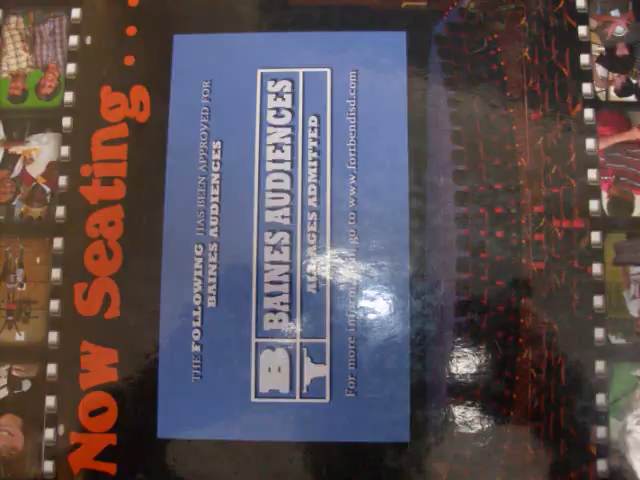 Now Seating...
THE FOLLOWING HAS BEEN APPROVED FOR
BAINES AUDIENCES
B BAINES AUDIENCES
ALL AGES ADMITTED
For more information, go to www.fortbendisd.com